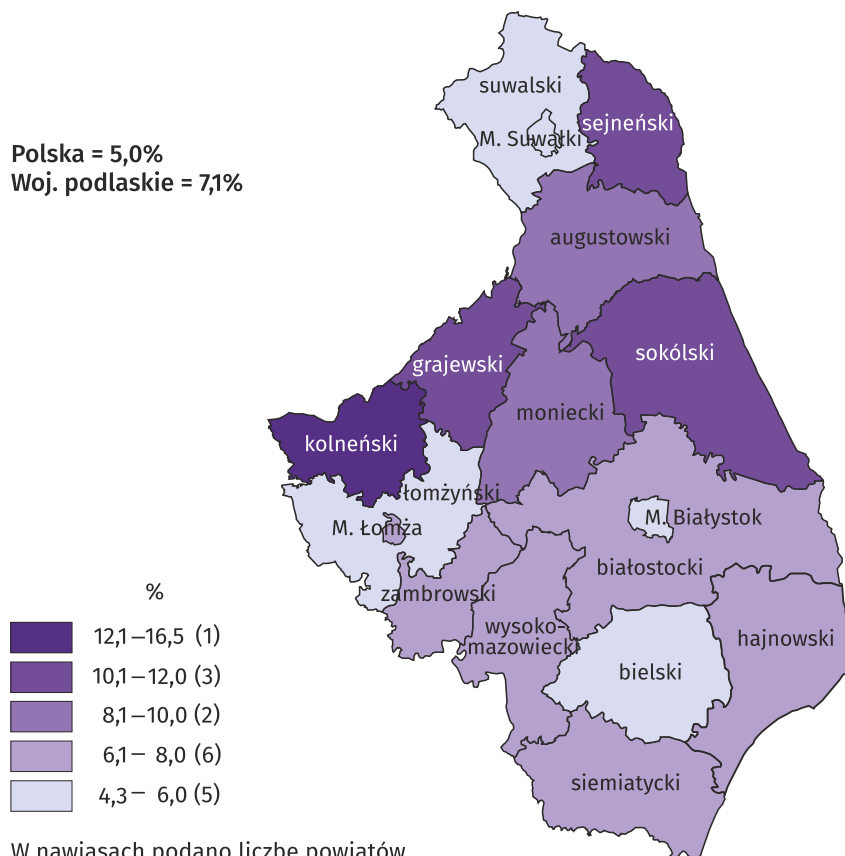 suwalski
sejneński
M. Suwałki
Polska = 5,0%
Woj. podlaskie = 7,1%
augustowski
sokólski
grajewski
moniecki
kolneński
łomżyński
M. Łomża
M. Białystok
białostocki
zambrowski
wysoko-
mazowiecki
hajnowski
bielski
siemiatycki
%
12,1–16,5 (1)
10,1–12,0 (3)
8,1–10,0 (2)
6,1– 8,0 (6)
4,3– 6,0 (5)
W nawiasach podano liczbę powiatów